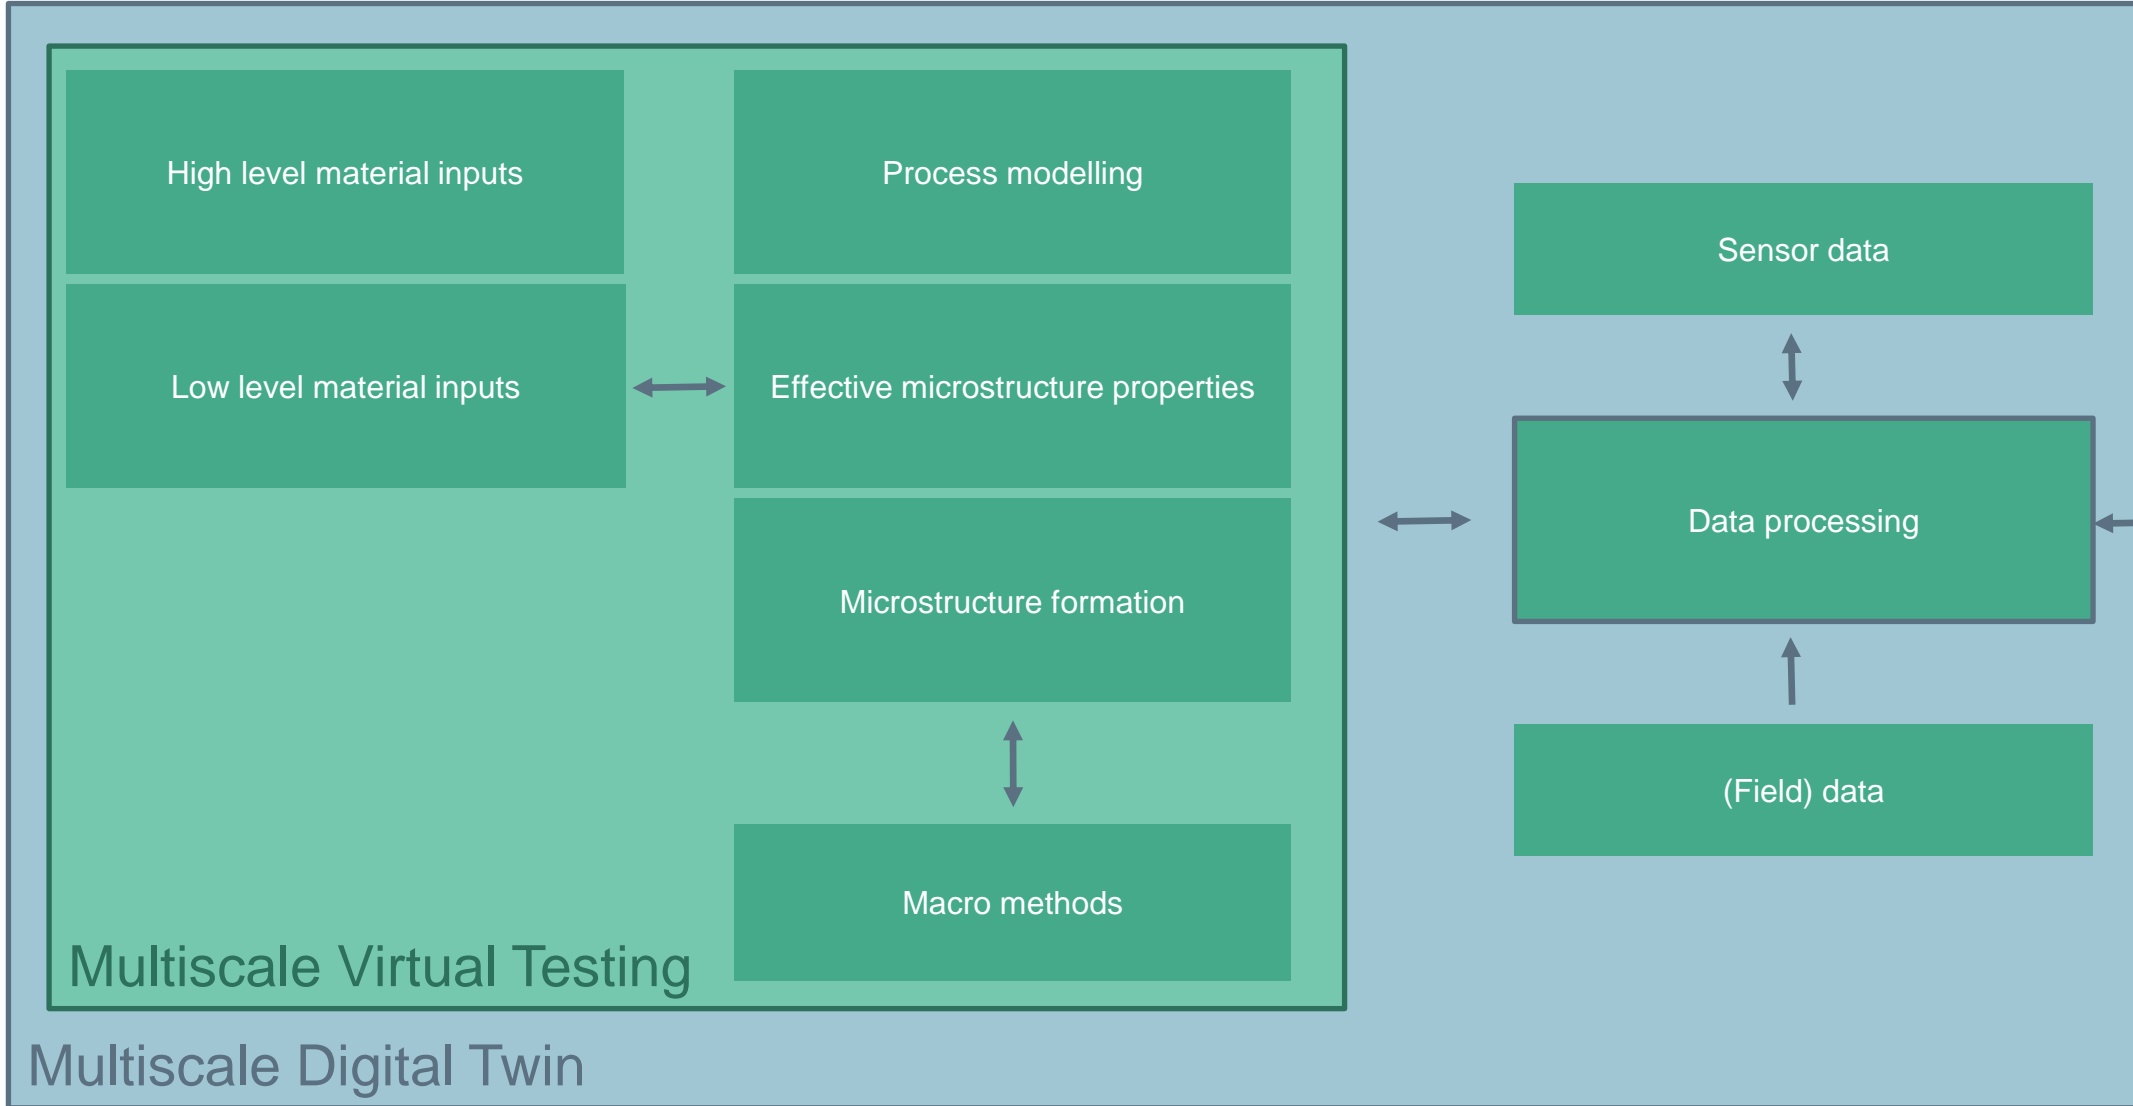 High level material inputs
Process modelling
Sensor data
Low level material inputs
Effective microstructure properties
Data processing
Microstructure formation
(Field) data
Macro methods
Multiscale Virtual Testing
Multiscale Digital Twin